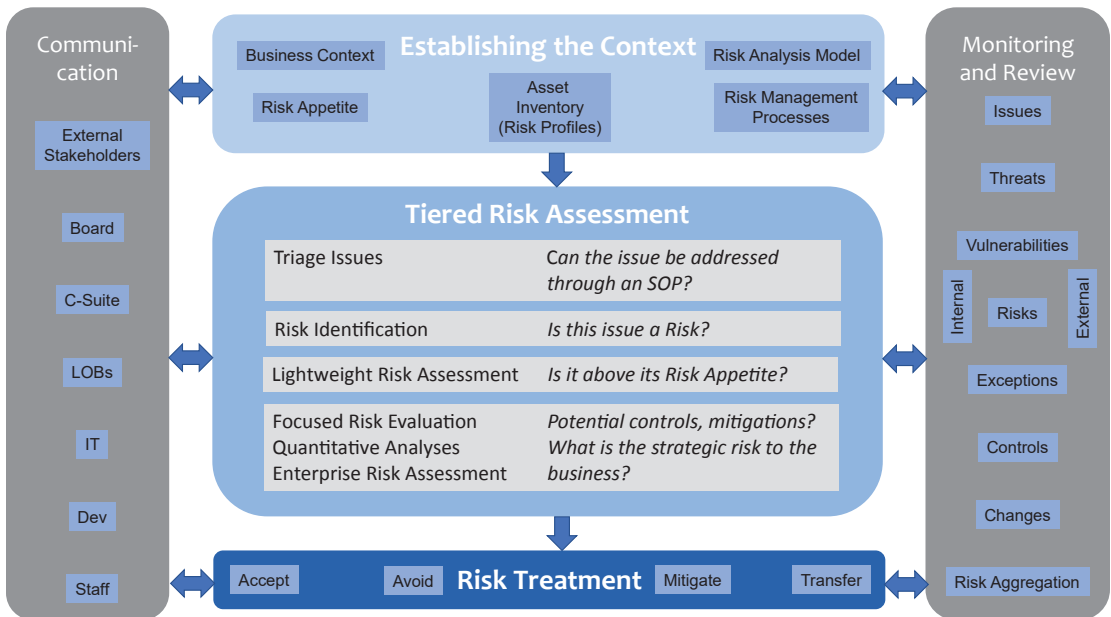 Communi-
cation
External
Stakeholders
Board
C-Suite
LOBs
IT
Dev
Staff
Establishing the Context
Business Context
Risk Appetite
Asset
Inventory
(Risk Profiles)
Risk Analysis Model
Risk Management
Processes
Tiered Risk Assessment
Triage Issues
Can the issue be addressed
through an SOP?
Risk Identification
Is this issue a Risk?
Lightweight Risk Assessment
Is it above its Risk Appetite?
Focused Risk Evaluation
Quantitative Analyses
Enterprise Risk Assessment
Potential controls, mitigations?
What is the strategic risk to the
business?
Risk Treatment
Accept
Avoid
Mitigate
Transfer
Monitoring
and Review
Issues
Threats
Vulnerabilities
Internal
Risks
External
Exceptions
Controls
Changes
Risk Aggregation